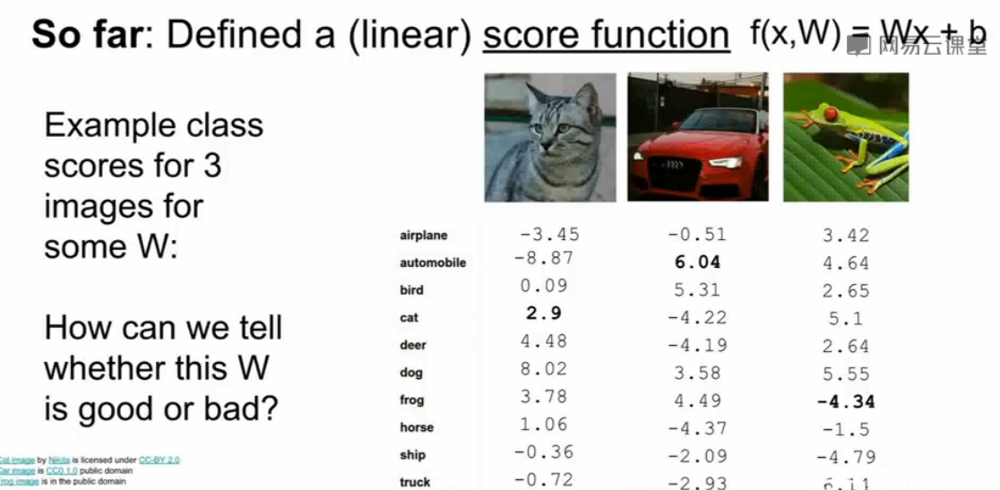 So far: Defined a (linear) score function f(x,W) = Wx + b
网易云课堂
Example class
scores for 3
images for
some W:
How can we tell
whether this W
is good or bad?
airplane -3.45 -0.51 3.42
automobile -8.87 6.04 4.64
bird 0.09 5.31 2.65
cat 2.9 -4.22 5.1
deer 4.48 -4.19 2.64
dog 8.02 3.58 5.55
frog 3.78 4.49 -4.34
horse 1.06 -4.37 -1.5
ship -0.36 -2.09 -4.79
truck -0.72 -2.93 6.11
Cat image by Nikita is licensed under CC-BY 2.0
Car image is CC0 1.0 public domain
Frog image is in the public domain